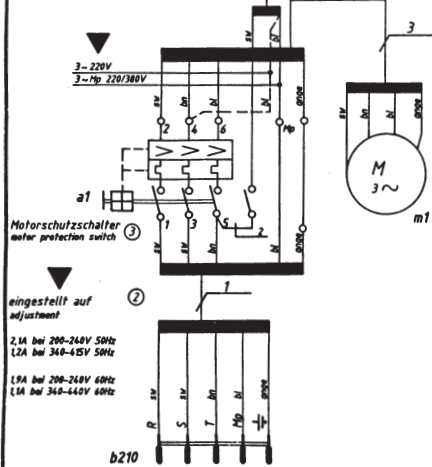 sw
bl
3
3~220V
3~Mp 220/380V
sw
bn
bl
bl
gnge
2
4
6
Mp
sw
bn
bl
gnge
M
3~
m1
a1
Motorschutzschalter
motor protection switch
3
1
3
5
2
sw
sw
bn
bl
gnge
eingestellt auf
adjustment
2
1
2,1A bei 200-240V 50Hz
1,2A bei 340-415V 50Hz
1,9A bei 200-240V 60Hz
1,1A bei 340-440V 60Hz
sw
sw
bn
bl
gnge
R
S
T
Mp
b210